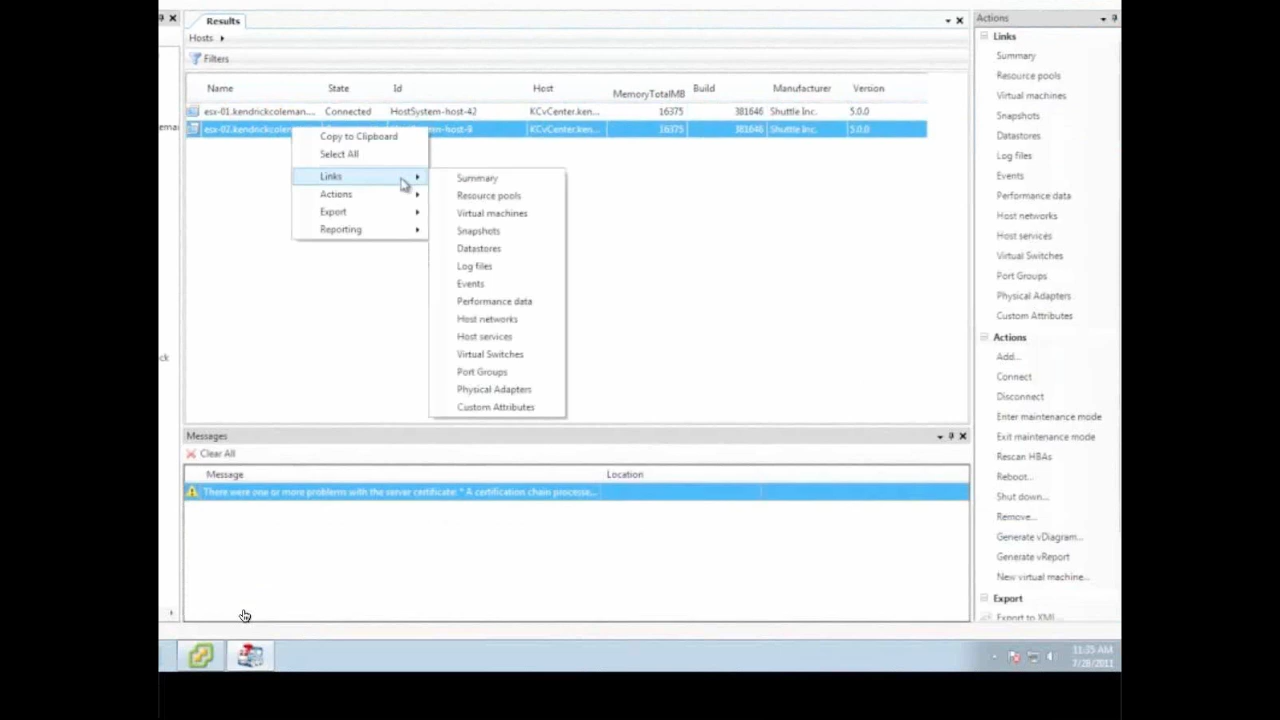 Results
Hosts
Filters
Name State Id Host MemoryTotalMB Build Manufacturer Version
esx-01.kendrickcoleman... Connected HostSystem-host-42 KCvCenter.ken... 16375 381646 Shuttle Inc. 5.0.0
esx-02.kendrickcolem KCvCenter.ken... 16375 381646 Shuttle Inc. 5.0.0
Copy to Clipboard
Select All
Links
Actions
Export
Reporting
Summary
Resource pools
Virtual machines
Snapshots
Datastores
Log files
Events
Performance data
Host networks
Host services
Virtual Switches
Port Groups
Physical Adapters
Custom Attributes
Messages
Clear All
Message Location
There were one or more problems with the server certificate: * A certification chain processe...
Actions
Links
Summary
Resource pools
Virtual machines
Snapshots
Datastores
Log files
Events
Performance data
Host networks
Host services
Virtual Switches
Port Groups
Physical Adapters
Custom Attributes
Actions
Add...
Connect
Disconnect
Enter maintenance mode
Exit maintenance mode
Rescan HBAs
Reboot...
Shut down...
Remove...
Generate vDiagram...
Generate vReport
New virtual machine...
Export
Export to XML...
11:35 AM
7/28/2011